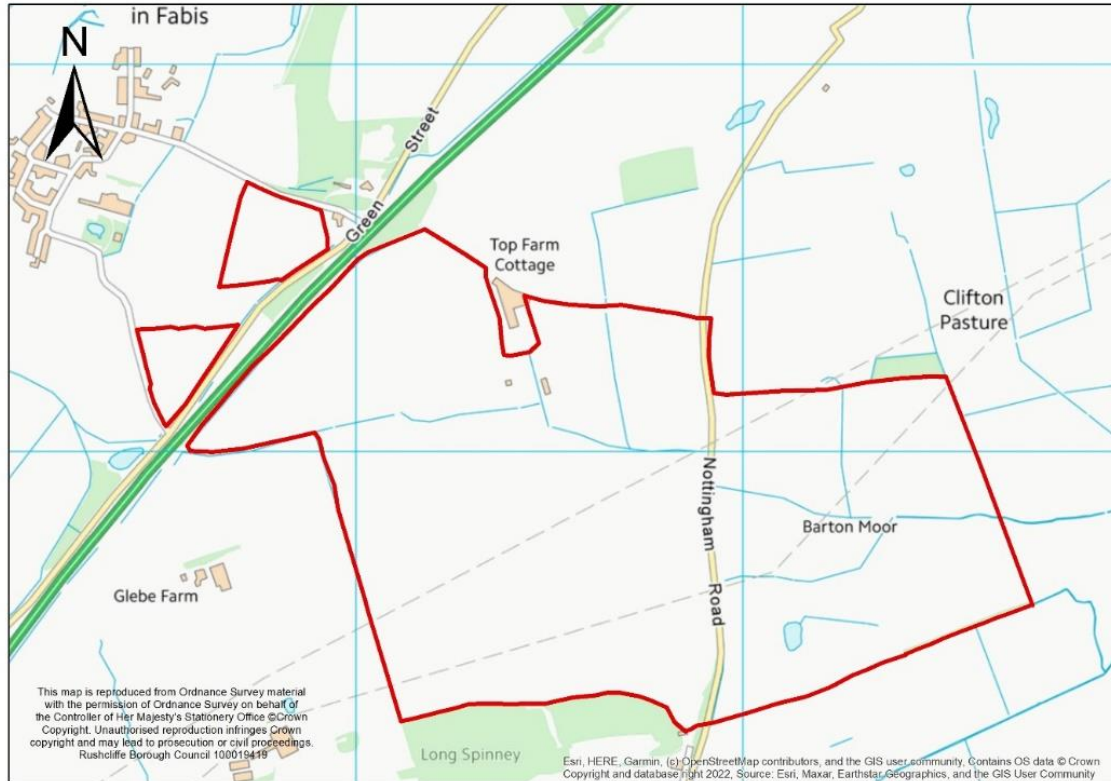 in Fabis
N
Green
Street
Top Farm
Cottage
Clifton
Pasture
Nottingham
Road
Barton Moor
Glebe Farm
Long Spinney
This map is reproduced from Ordnance Survey material
with the permission of Ordnance Survey on behalf of
the Controller of Her Majesty's Stationery Office ©Crown
Copyright. Unauthorised reproduction infringes Crown
copyright and may lead to prosecution or civil proceedings.
Rushcliffe Borough Council 100019419
Esri, HERE, Garmin, (c) OpenStreetMap contributors, and the GIS user community, Contains OS data © Crown
Copyright and database right 2022, Source: Esri, Maxar, Earthstar Geographics, and the GIS User Community